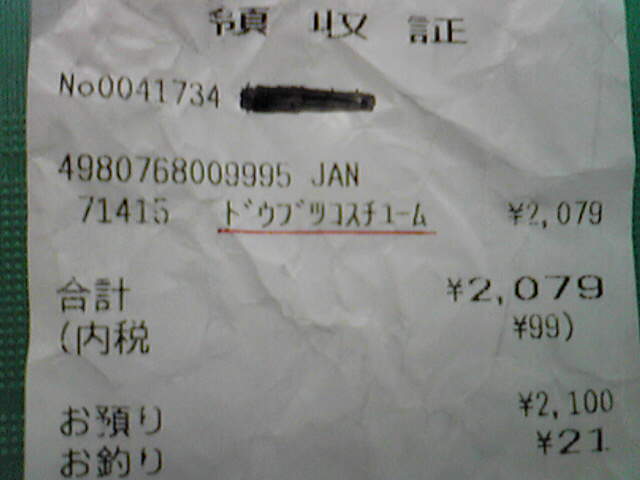 領収証
No0041734
4980768009995 JAN
71415 ﾄﾞｳﾌﾞﾂｺｽﾁｭｰﾑ ¥2,079
合計 ¥2,079
(内税 ¥99)
お預り ¥2,100
お釣り ¥21